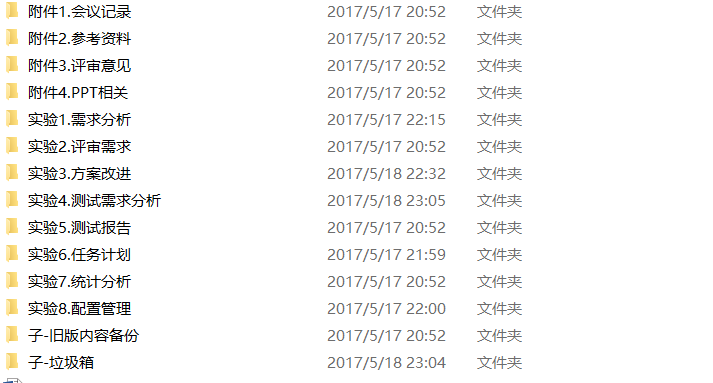 附件1.会议记录 2017/5/17 20:52 文件夹
附件2.参考资料 2017/5/17 20:52 文件夹
附件3.评审意见 2017/5/17 20:52 文件夹
附件4.PPT相关 2017/5/17 20:52 文件夹
实验1.需求分析 2017/5/17 22:15 文件夹
实验2.评审需求 2017/5/17 20:52 文件夹
实验3.方案改进 2017/5/18 22:32 文件夹
实验4.测试需求分析 2017/5/18 23:05 文件夹
实验5.测试报告 2017/5/17 20:52 文件夹
实验6.任务计划 2017/5/17 21:59 文件夹
实验7.统计分析 2017/5/17 20:52 文件夹
实验8.配置管理 2017/5/17 22:00 文件夹
子-旧版内容备份 2017/5/17 20:52 文件夹
子-垃圾箱 2017/5/18 23:04 文件夹